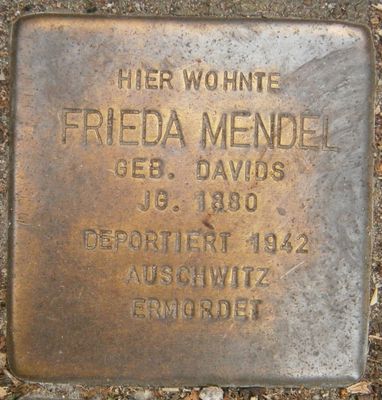 HIER WOHNTE
FRIEDA MENDEL
GEB. DAVIDS
JG. 1880
DEPORTIERT 1942
AUSCHWITZ
ERMORDET